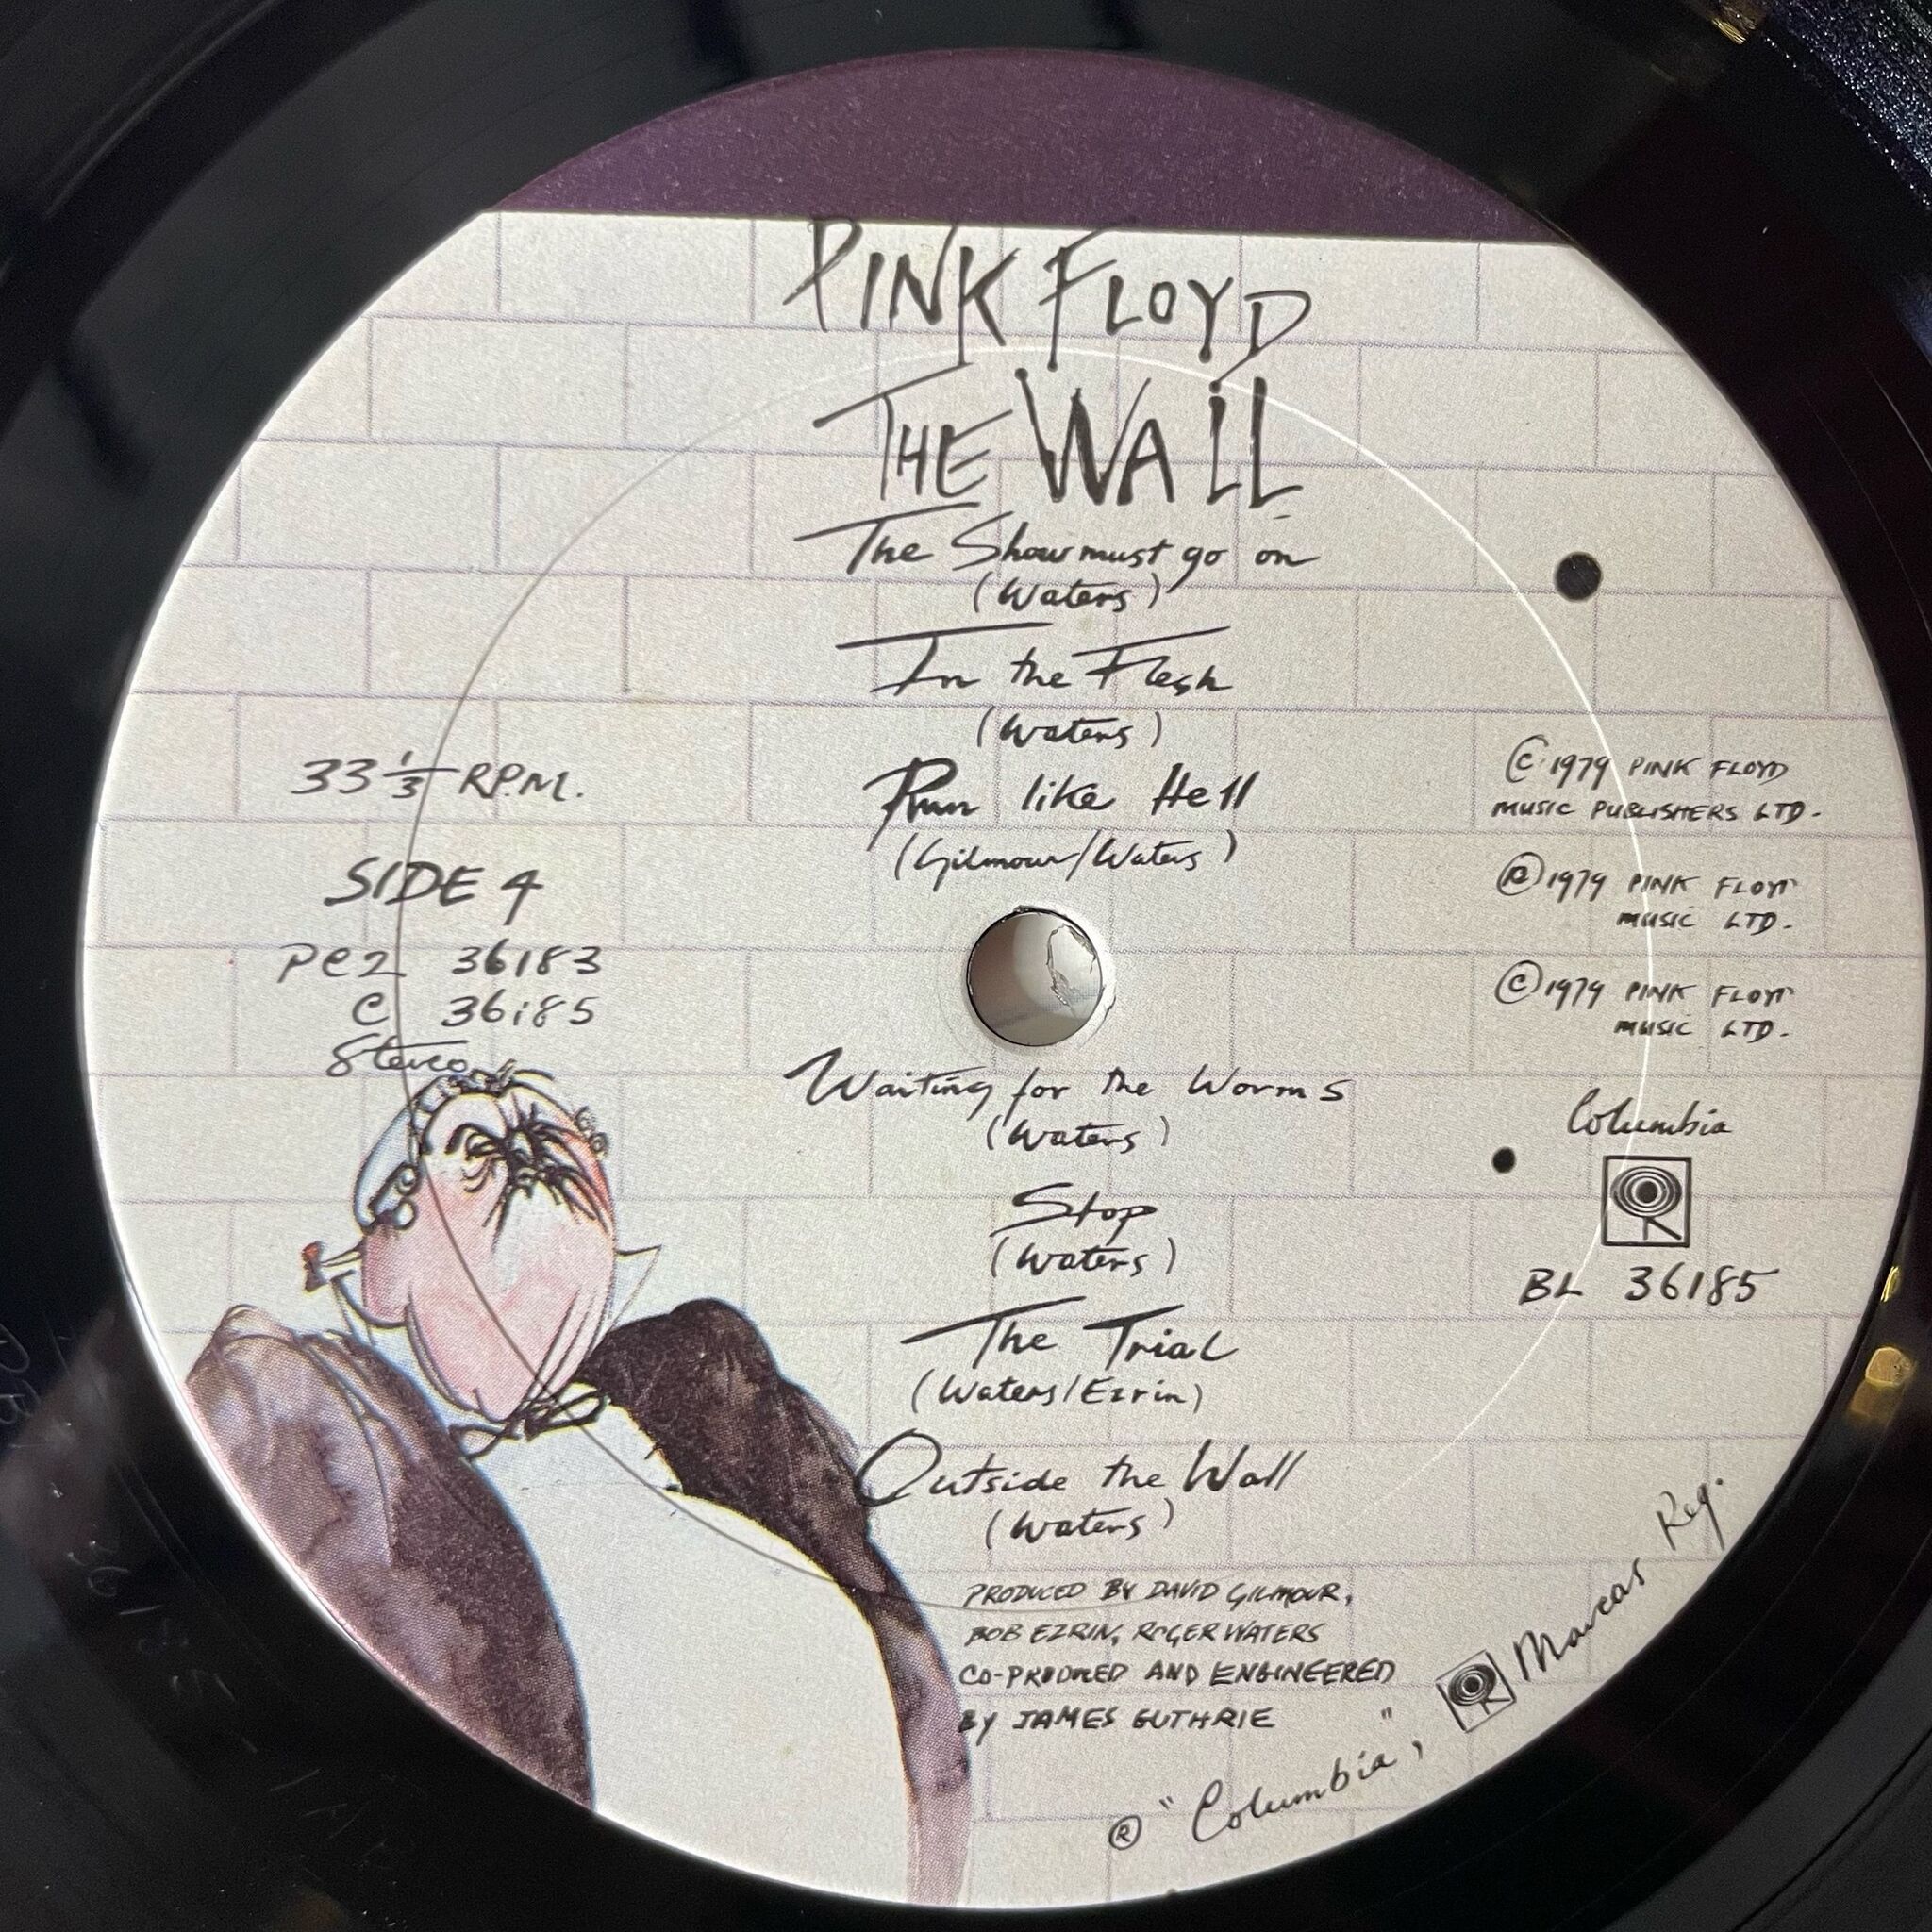 PINK FLOYD
THE WALL
The Show must go on
(Waters)
In the Flesh
(Waters)
Run like Hell
(Gilmour/Waters)
33 1/3 RPM.
SIDE 4
PC2 36183
C 36185
Stereo
© 1979 PINK FLOYD
MUSIC PUBLISHERS LTD.
Ⓟ 1979 PINK FLOYD
MUSIC LTD.
© 1979 PINK FLOYD
MUSIC LTD.
Waiting for the Worms
(Waters)
Stop
(Waters)
The Trial
(Waters/Ezrin)
Outside the Wall
(Waters)
Columbia
BL 36185
PRODUCED BY DAVID GILMOUR,
BOB EZRIN, ROGER WATERS
CO-PRODUCED AND ENGINEERED
BY JAMES GUTHRIE
® "Columbia", Marcas Reg.